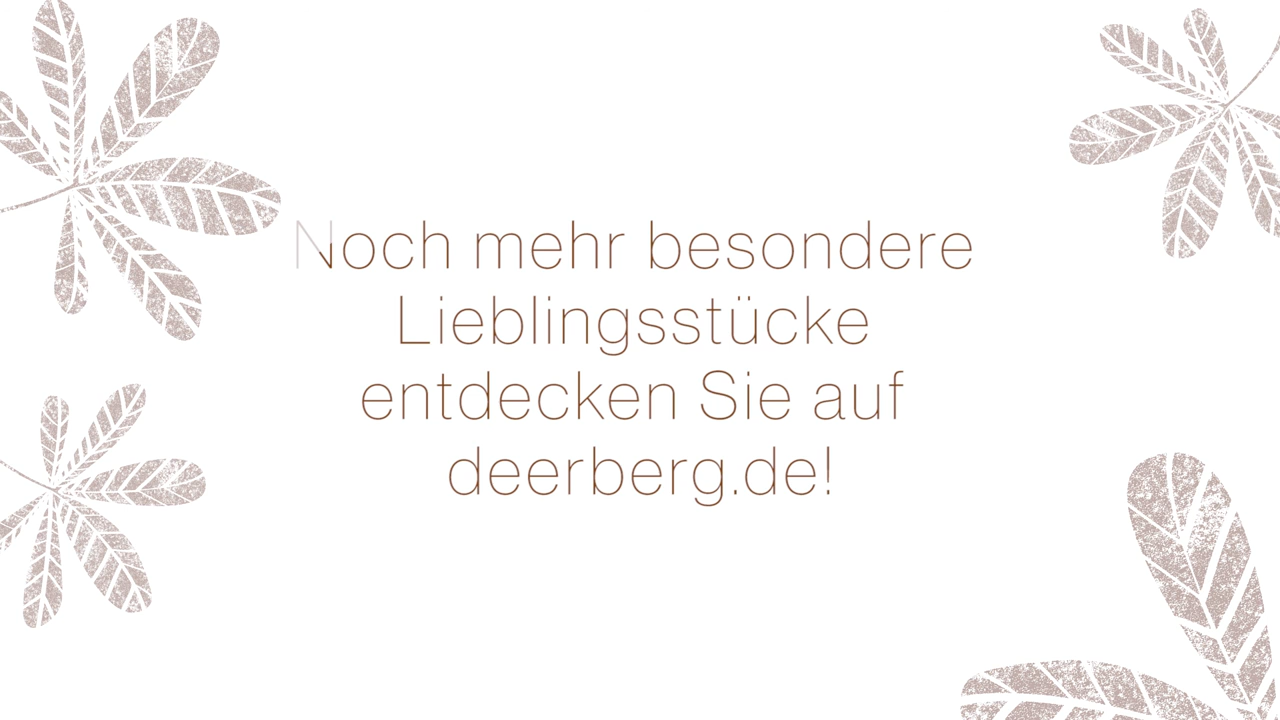 Noch mehr besondere
Lieblingsstücke
entdecken Sie auf
deerberg.de!